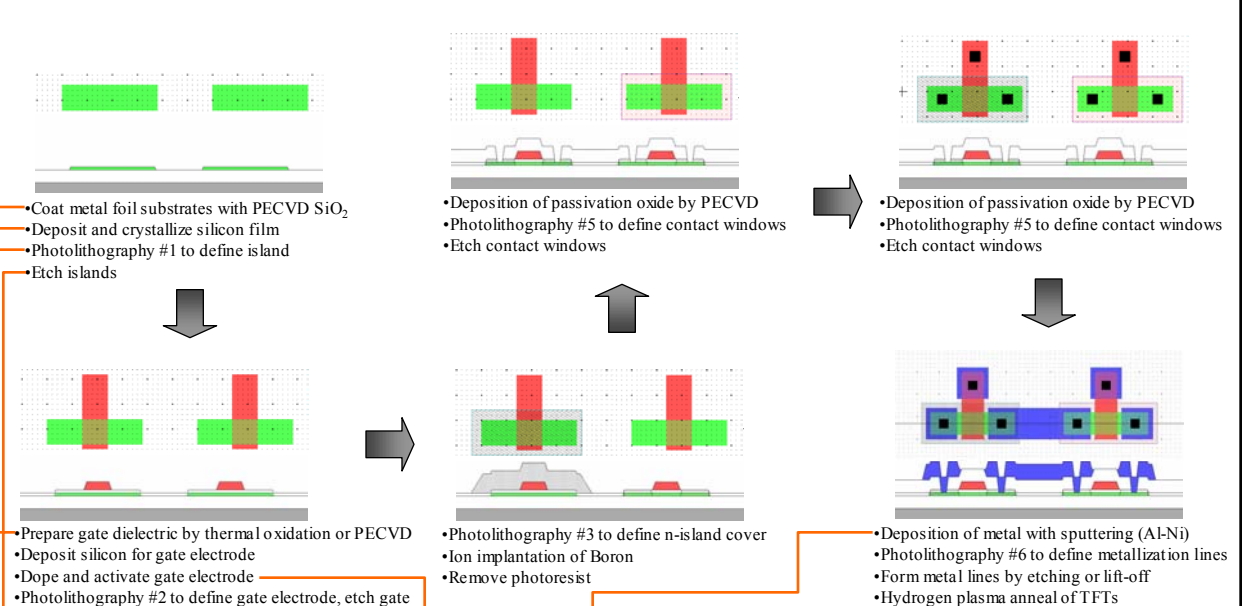 •Coat metal foil substrates with PECVD SiO₂
•Deposit and crystallize silicon film
•Photolithography #1 to define island
•Etch islands
•Prepare gate dielectric by thermal oxidation or PECVD
•Deposit silicon for gate electrode
•Dope and activate gate electrode
•Photolithography #2 to define gate electrode, etch gate
•Photolithography #3 to define n-island cover
•Ion implantation of Boron
•Remove photoresist
•Deposition of passivation oxide by PECVD
•Photolithography #5 to define contact windows
•Etch contact windows
•Deposition of passivation oxide by PECVD
•Photolithography #5 to define contact windows
•Etch contact windows
•Deposition of metal with sputtering (Al-Ni)
•Photolithography #6 to define metallization lines
•Form metal lines by etching or lift-off
•Hydrogen plasma anneal of TFTs